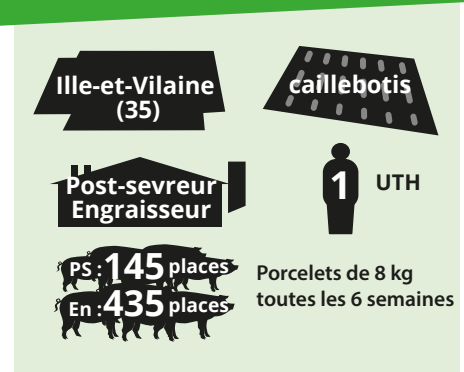 Ille-et-Vilaine
(35)
caillebotis
Post-sevreur
Engraisseur
1 UTH
PS : 145 places
En : 435 places
Porcelets de 8 kg
toutes les 6 semaines